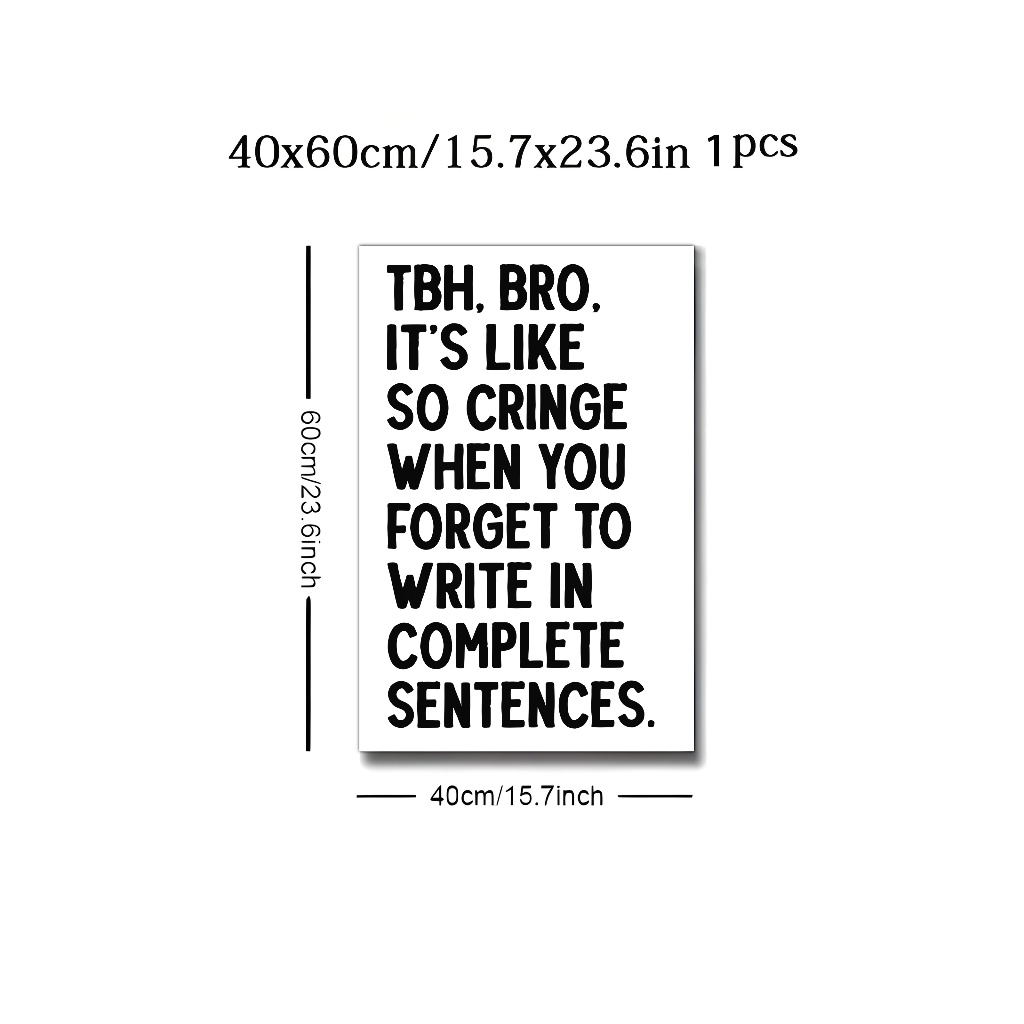 40x60cm/15.7x23.6in 1pcs
TBH, BRO,
IT'S LIKE
SO CRINGE
WHEN YOU
FORGET TO
WRITE IN
COMPLETE
SENTENCES.
60cm/23.6inch
40cm/15.7inch